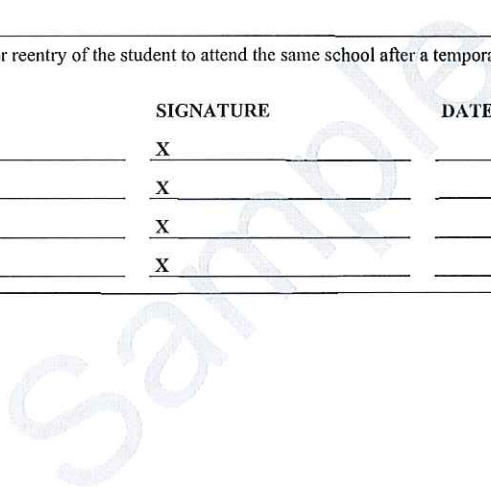 r reentry of the student to attend the same school after a tempora
SIGNATURE DATE
X
X
X
X
Sample